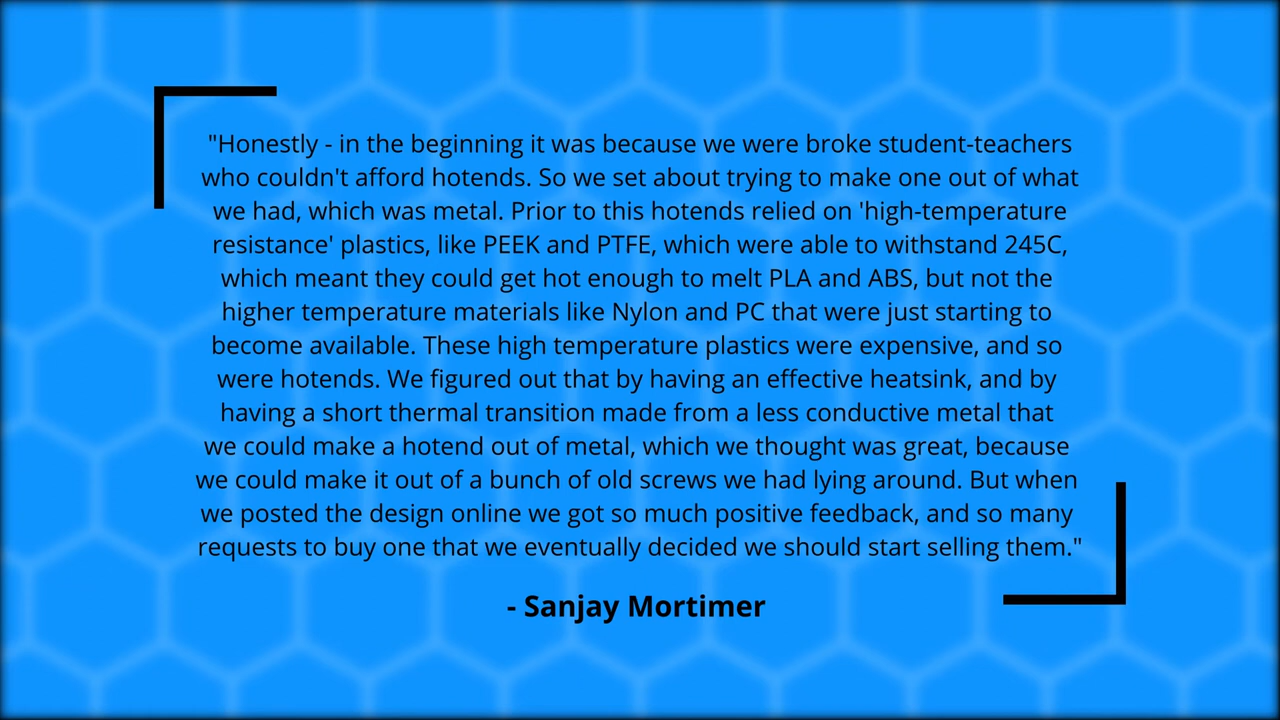 "Honestly - in the beginning it was because we were broke student-teachers
who couldn't afford hotends. So we set about trying to make one out of what
we had, which was metal. Prior to this hotends relied on 'high-temperature
resistance' plastics, like PEEK and PTFE, which were able to withstand 245C,
which meant they could get hot enough to melt PLA and ABS, but not the
higher temperature materials like Nylon and PC that were just starting to
become available. These high temperature plastics were expensive, and so
were hotends. We figured out that by having an effective heatsink, and by
having a short thermal transition made from a less conductive metal that
we could make a hotend out of metal, which we thought was great, because
we could make it out of a bunch of old screws we had lying around. But when
we posted the design online we got so much positive feedback, and so many
requests to buy one that we eventually decided we should start selling them."
- Sanjay Mortimer